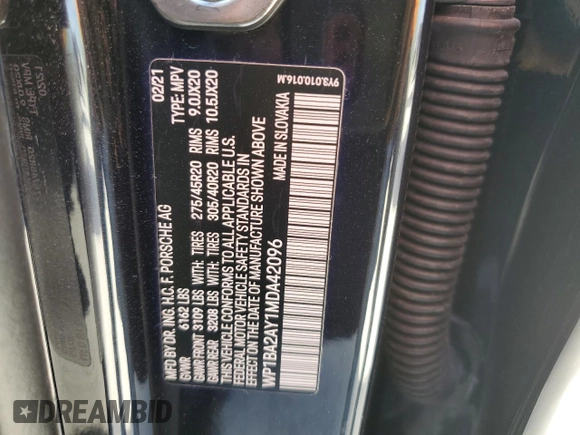 MFD BY DR. ING. H.C. F. PORSCHE AG 02/21
GVWR 6162 LBS TYPE: MPV
GAWR FRONT 3109 LBS WITH: TIRES 275/45R20 RIMS 9.0JX20
GAWR REAR 3208 LBS WITH: TIRES 305/40R20 RIMS 10.5JX20
THIS VEHICLE CONFORMS TO ALL APPLICABLE U.S.
FEDERAL MOTOR VEHICLE SAFETY STANDARDS IN
EFFECT ON THE DATE OF MANUFACTURE SHOWN ABOVE
WP1BA2AY1MDA42096 MADE IN SLOVAKIA
9Y3.010.016.M
DREAMBID